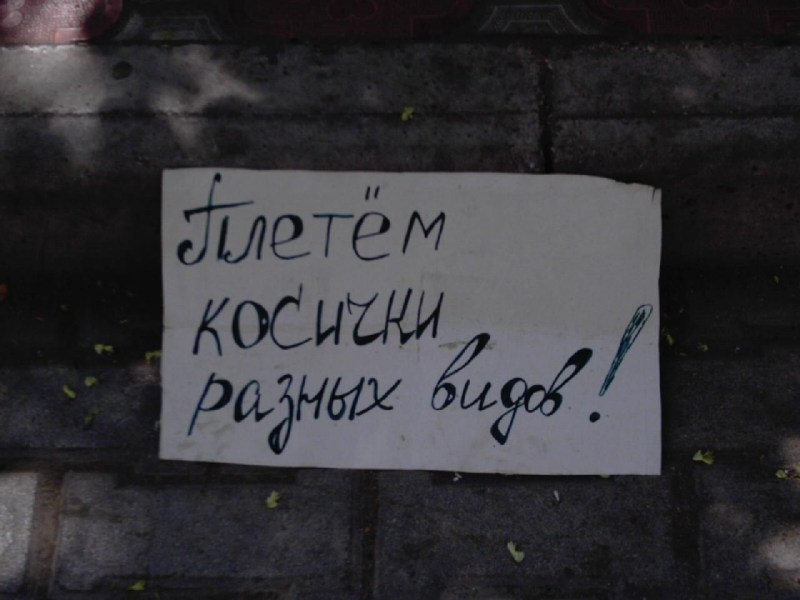 Плетём
косички
разных видов!